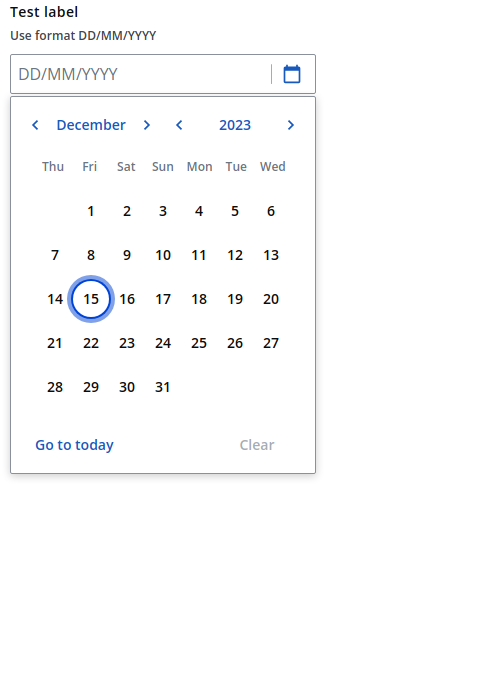 Test label
Use format DD/MM/YYYY
DD/MM/YYYY
December 2023
Thu Fri Sat Sun Mon Tue Wed
1 2 3 4 5 6
7 8 9 10 11 12 13
14 15 16 17 18 19 20
21 22 23 24 25 26 27
28 29 30 31
Go to today Clear